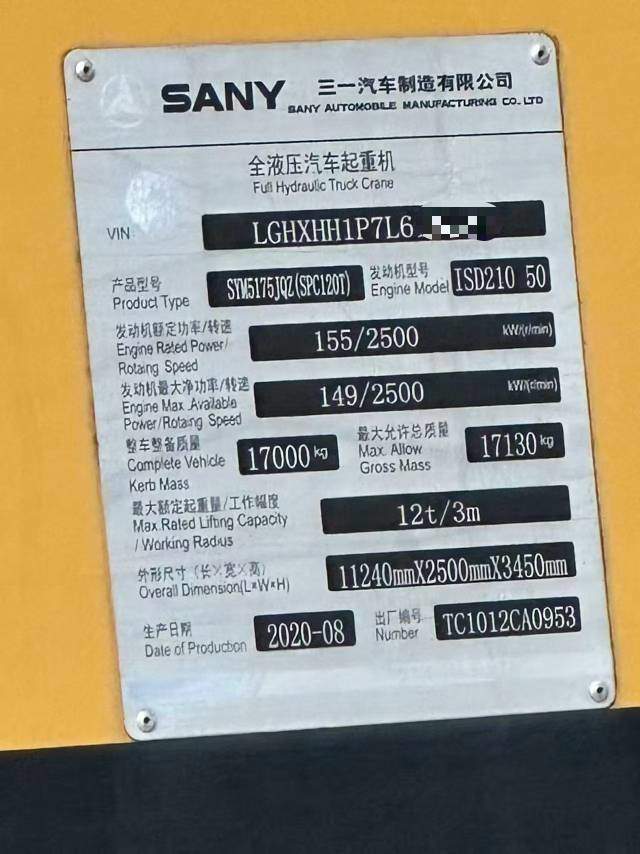 SANY 三一汽车制造有限公司
SANY AUTOMOBILE MANUFACTURING CO., LTD
全液压汽车起重机
Full Hydraulic Truck Crane
VIN LGHXHH1P7L6
产品型号 SYM5175JQZ(SPC120T) 发动机型号 ISD210 50
Product Type Engine Model
发动机额定功率/转速 155/2500 kW/(r/min)
Engine Rated Power/
Rotaing Speed
发动机最大净功率/转速 149/2500 kW/(r/min)
Engine Max .Available
Power/Rotaing Speed
整车整备质量 17000kg 最大允许总质量 17130kg
Complete Vehicle Max. Allow
Kerb Mass Gross Mass
最大额定起重量/工作幅度 12t/3m
Max.Rated Lifting Capacity
/ Working Radius
外形尺寸（长×宽×高） 11240mmX2500mmX3450mm
Overall Dimension(L×W×H)
生产日期 2020-08 出厂编号 TC1012CA0953
Date of Production Number